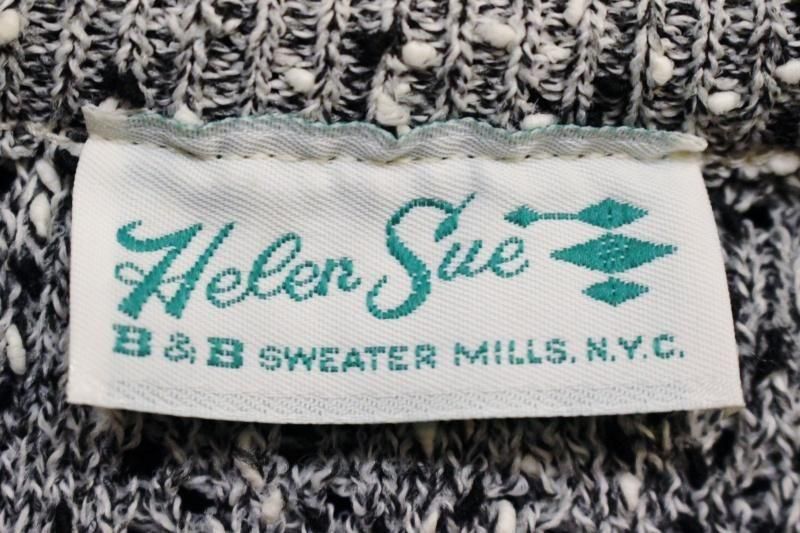 Helen Sue
B & B SWEATER MILLS, N.Y.C.